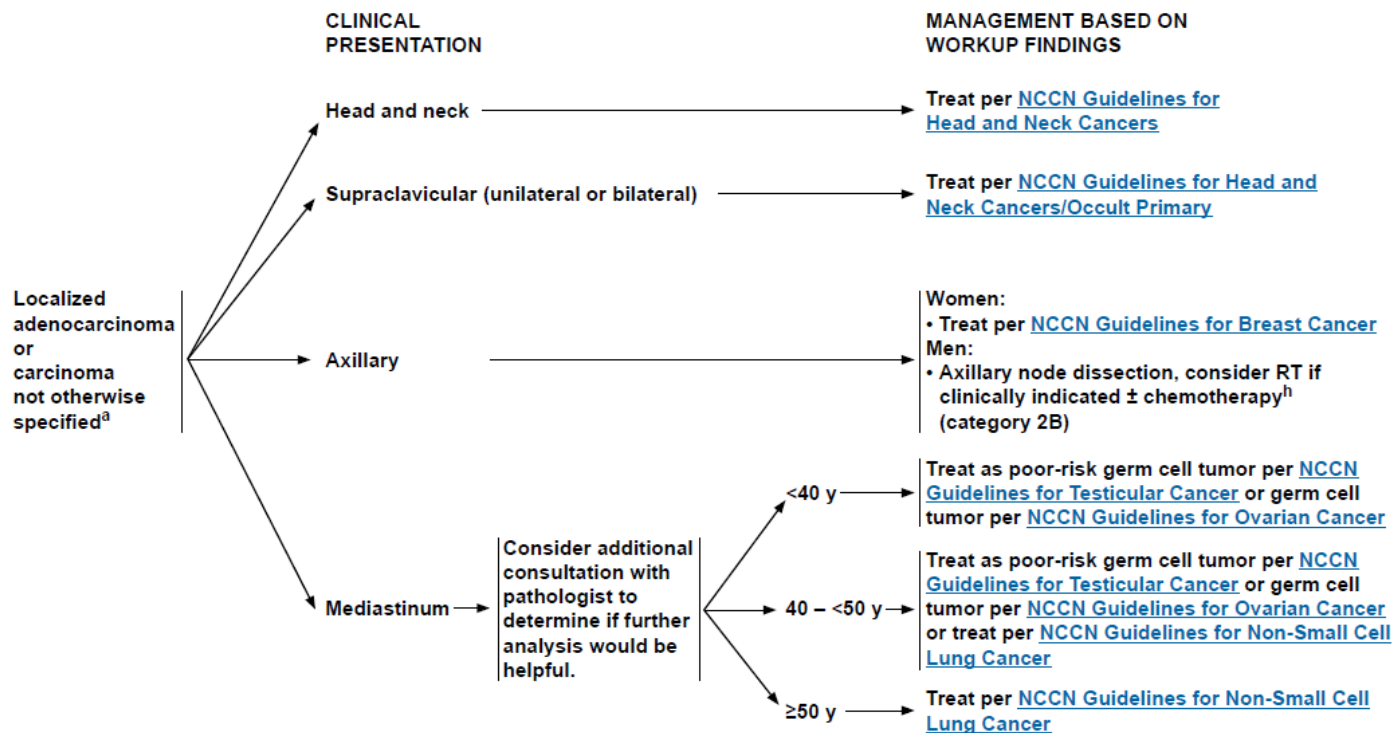 CLINICAL
PRESENTATION
MANAGEMENT BASED ON
WORKUP FINDINGS
Localized
adenocarcinoma
or
carcinoma
not otherwise
specifiedᵃ
Head and neck
Treat per NCCN Guidelines for
Head and Neck Cancers
Supraclavicular (unilateral or bilateral)
Treat per NCCN Guidelines for Head and
Neck Cancers/Occult Primary
Axillary
Women:
• Treat per NCCN Guidelines for Breast Cancer
Men:
• Axillary node dissection, consider RT if
clinically indicated ± chemotherapyʰ
(category 2B)
Mediastinum
Consider additional
consultation with
pathologist to
determine if further
analysis would be
helpful.
<40 y
Treat as poor-risk germ cell tumor per NCCN
Guidelines for Testicular Cancer or germ cell
tumor per NCCN Guidelines for Ovarian Cancer
40 – <50 y
Treat as poor-risk germ cell tumor per NCCN
Guidelines for Testicular Cancer or germ cell
tumor per NCCN Guidelines for Ovarian Cancer
or treat per NCCN Guidelines for Non-Small Cell
Lung Cancer
≥50 y
Treat per NCCN Guidelines for Non-Small Cell
Lung Cancer